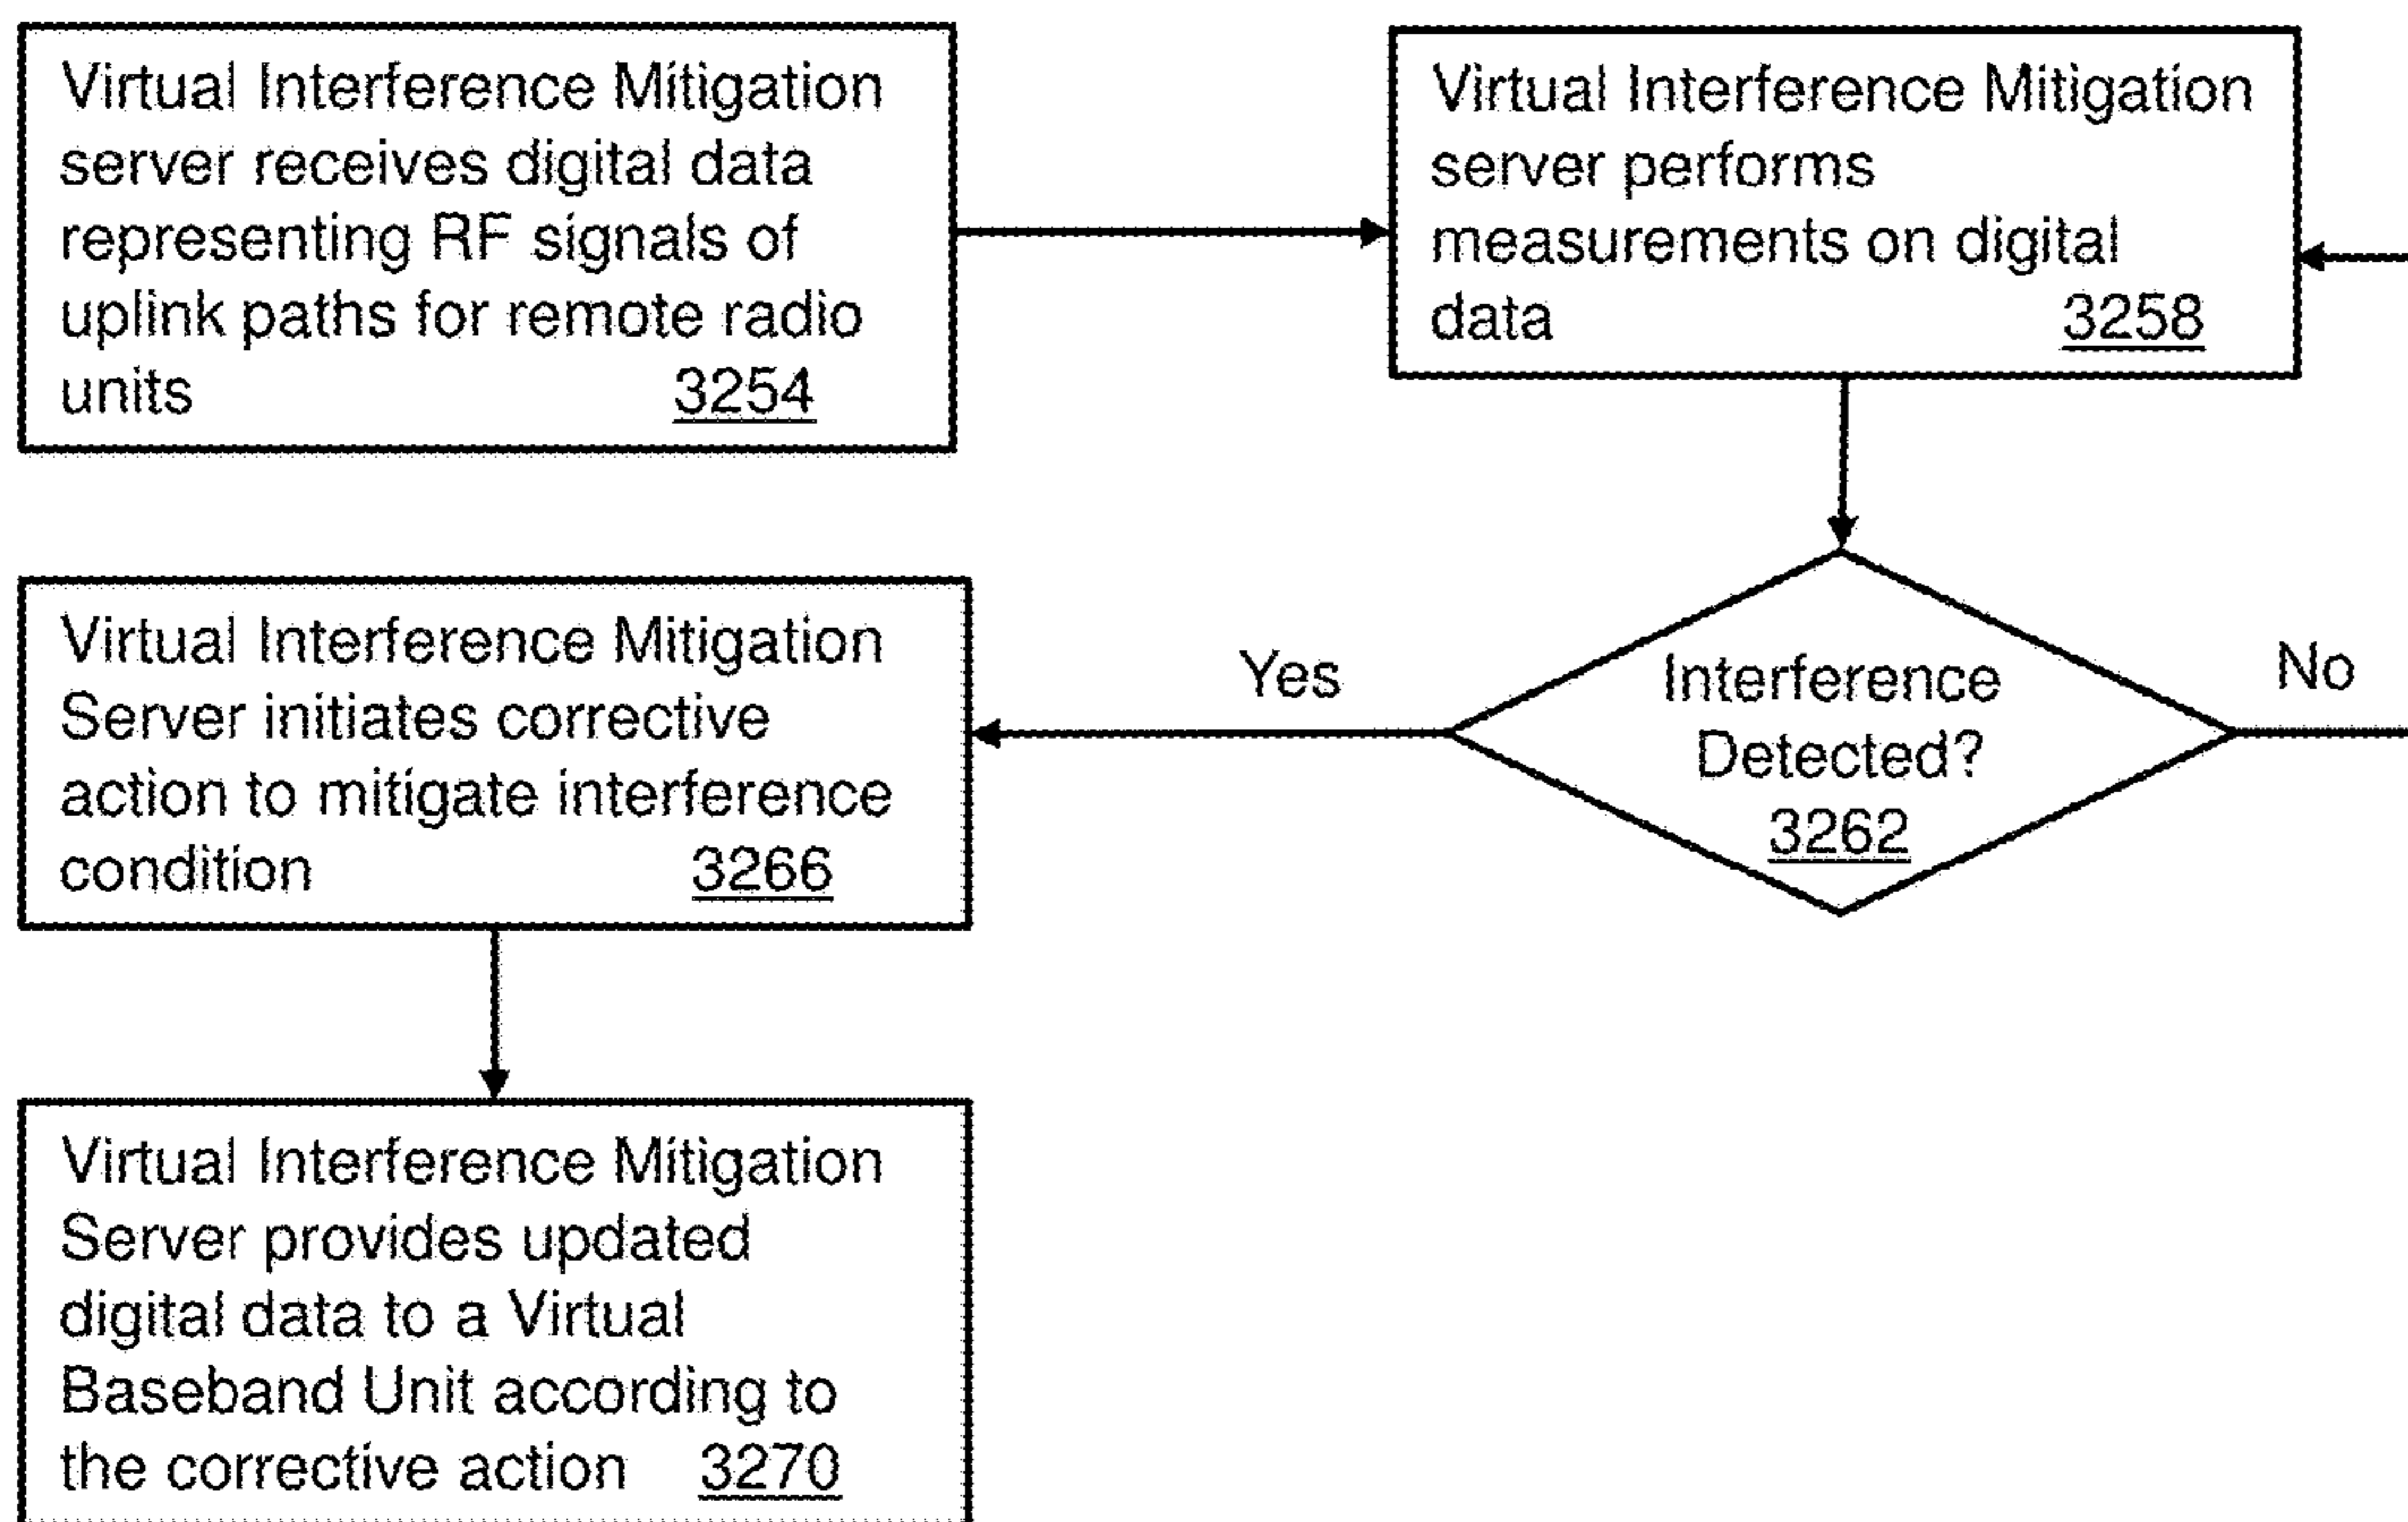 Virtual Interference Mitigation
server receives digital data
representing RF signals of
uplink paths for remote radio
units 3254
Virtual Interference Mitigation
server performs
measurements on digital
data 3258
Interference
Detected?
3262
Yes
No
Virtual Interference Mitigation
Server initiates corrective
action to mitigate interference
condition 3266
Virtual Interference Mitigation
Server provides updated
digital data to a Virtual
Baseband Unit according to
the corrective action 3270